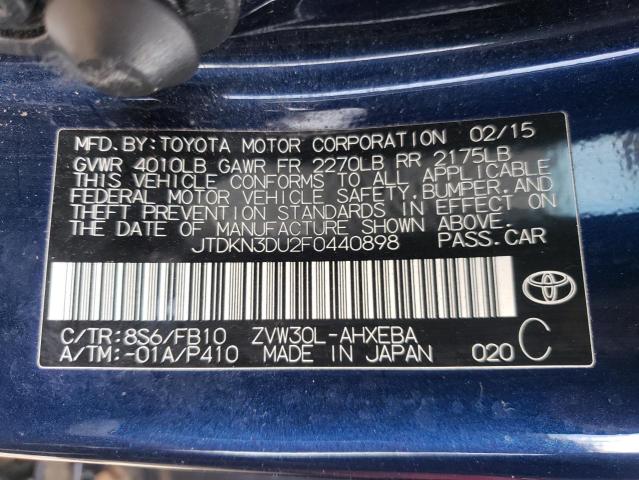 MFD. BY: TOYOTA MOTOR CORPORATION 02/15
GVWR 4010LB GAWR FR 2270LB RR 2175LB
THIS VEHICLE CONFORMS TO ALL APPLICABLE
FEDERAL MOTOR VEHICLE SAFETY, BUMPER, AND
THEFT PREVENTION STANDARDS IN EFFECT ON
THE DATE OF MANUFACTURE SHOWN ABOVE.
JTDKN3DU2F0440898 PASS. CAR
C/TR: 8S6/FB10 ZVW30L-AHXEBA
A/TM: -01A/P410 MADE IN JAPAN 020 C